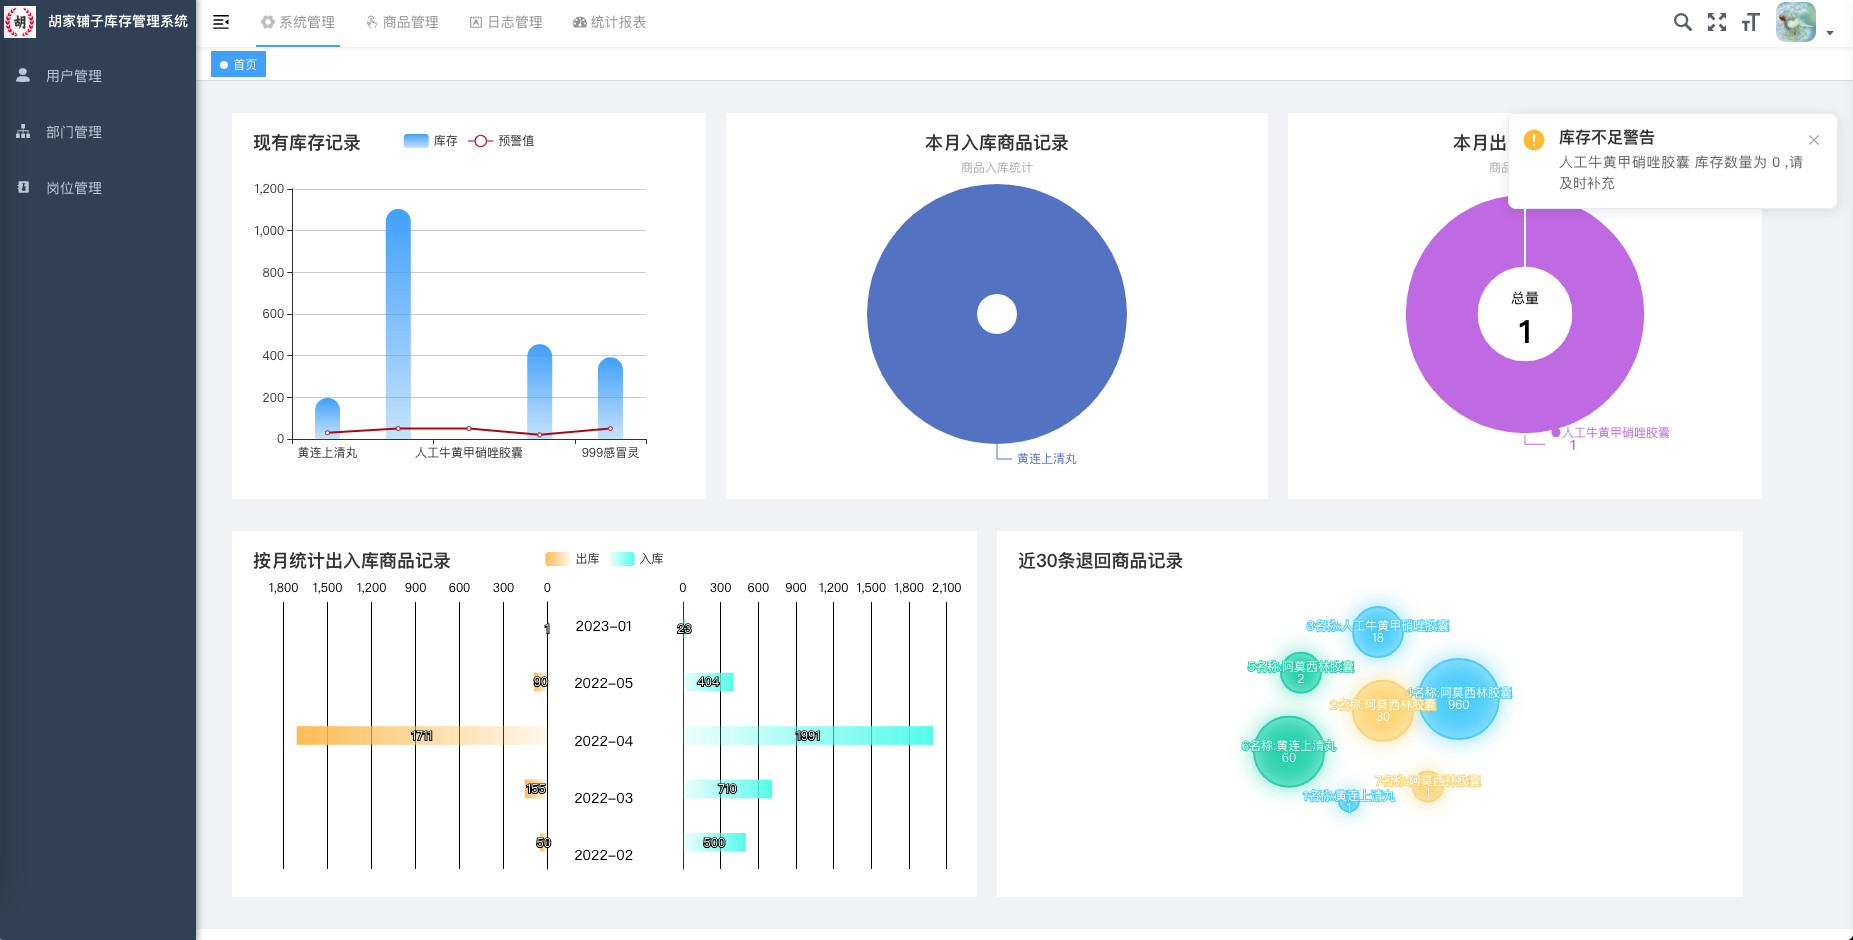 胡
胡家铺子库存管理系统
系统管理
商品管理
日志管理
统计报表
首页
用户管理
部门管理
岗位管理
现有库存记录
库存
预警值
1,200
1,000
800
600
400
200
0
黄连上清丸
人工牛黄甲硝唑胶囊
999感冒灵
本月入库商品记录
商品入库统计
黄连上清丸
本月出
商品
总量
1
人工牛黄甲硝唑胶囊
1
库存不足警告
人工牛黄甲硝唑胶囊 库存数量为 0 ,请
及时补充
按月统计出入库商品记录
出库
入库
1,800 1,500 1,200 900 600 300 0
0 300 600 900 1,200 1,500 1,800 2,100
1 2023-01 23
90 2022-05 404
1711 2022-04 1991
155 2022-03 710
50 2022-02 500
近30条退回商品记录
3名称:人工牛黄甲硝唑胶囊
18
5名称:阿莫西林胶囊
2
4名称:阿莫西林胶囊
960
2名称:阿莫西林胶囊
30
6名称:黄连上清丸
60
7名称:阿莫西林胶囊
1
1名称:黄连上清丸
1